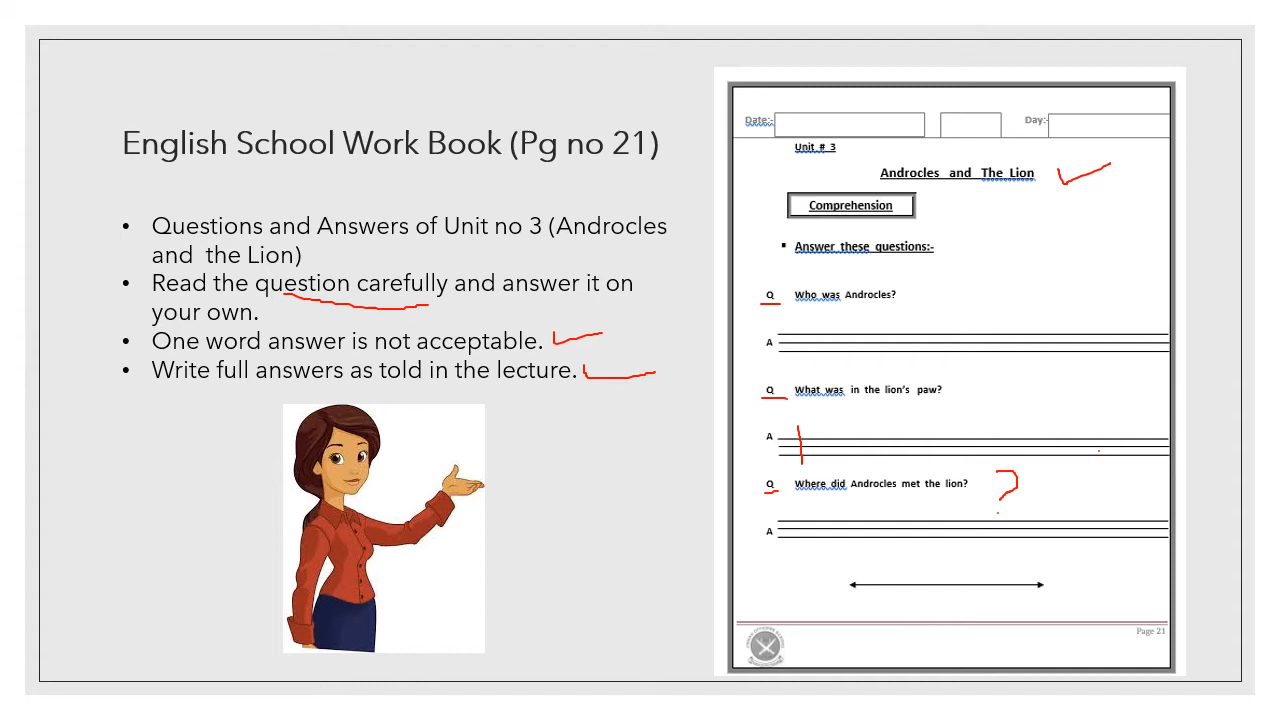 English School Work Book (Pg no 21)
• Questions and Answers of Unit no 3 (Androcles
and the Lion)
• Read the question carefully and answer it on
your own.
• One word answer is not acceptable.
• Write full answers as told in the lecture.
Date:-
Day:-
Unit # 3
Androcles and The Lion
Comprehension
▪ Answer these questions:-
Q Who was Androcles?
A
Q What was in the lion's paw?
A
Q Where did Androcles met the lion? ?
A
Page 21